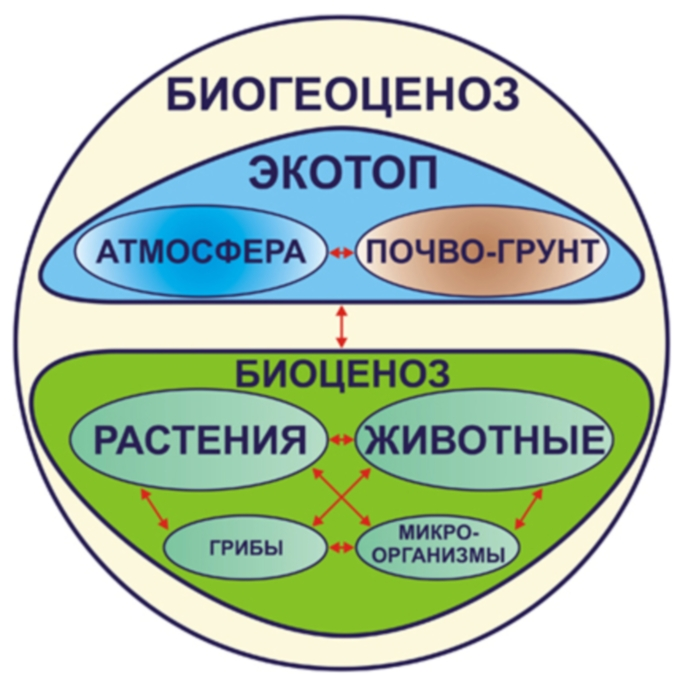 БИОГЕОЦЕНОЗ
ЭКОТОП
АТМОСФЕРА
ПОЧВО-ГРУНТ
БИОЦЕНОЗ
РАСТЕНИЯ
ЖИВОТНЫЕ
ГРИБЫ
МИКРО-
ОРГАНИЗМЫ